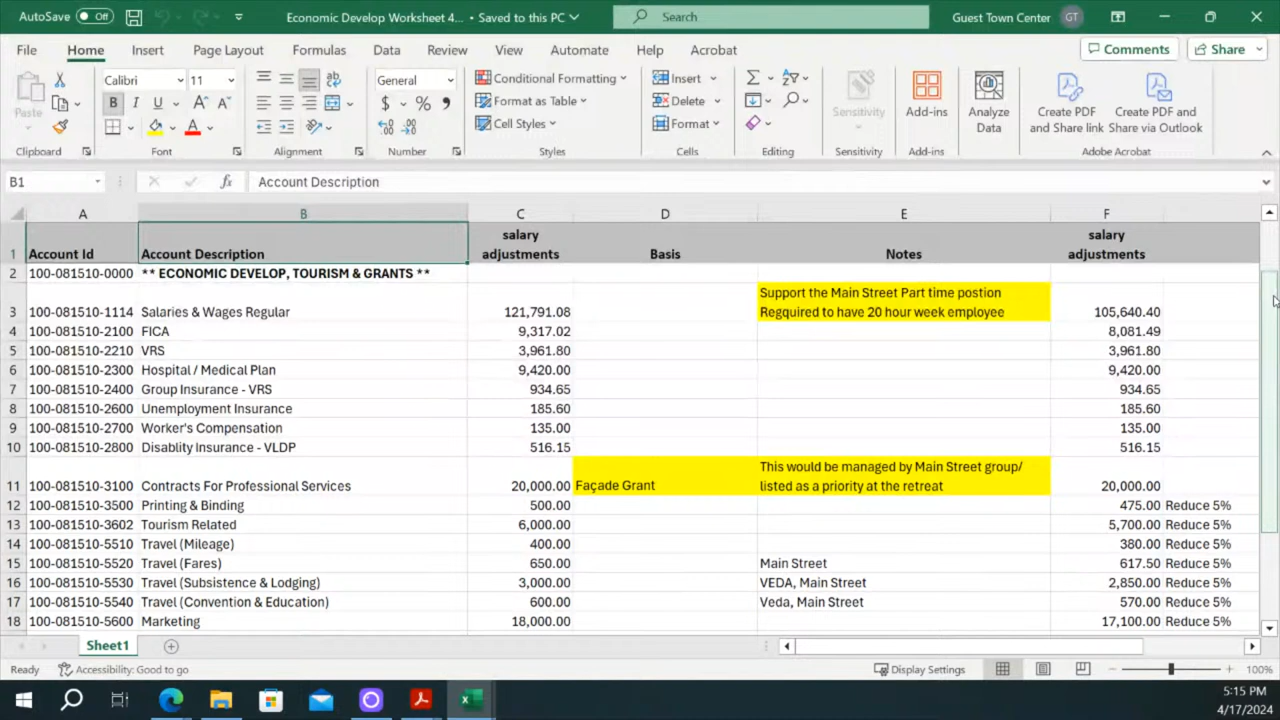 AutoSave Off Economic Develop Worksheet 4... • Saved to this PC Search Guest Town Center GT
File Home Insert Page Layout Formulas Data Review View Automate Help Acrobat Comments Share
Paste Calibri 11 General Conditional Formatting Insert Sensitivity Add-ins Analyze Data Create PDF and Share link Create PDF and Share via Outlook
B I U A A $ % Format as Table Delete
A Cell Styles Format
Clipboard Font Alignment Number Styles Cells Editing Sensitivity Add-ins Adobe Acrobat
B1 fx Account Description
A B C D E F
1 Account Id Account Description salary adjustments Basis Notes salary adjustments
2 100-081510-0000 ** ECONOMIC DEVELOP, TOURISM & GRANTS **
3 100-081510-1114 Salaries & Wages Regular 121,791.08 Support the Main Street Part time postion Regquired to have 20 hour week employee 105,640.40
4 100-081510-2100 FICA 9,317.02 8,081.49
5 100-081510-2210 VRS 3,961.80 3,961.80
6 100-081510-2300 Hospital / Medical Plan 9,420.00 9,420.00
7 100-081510-2400 Group Insurance - VRS 934.65 934.65
8 100-081510-2600 Unemployment Insurance 185.60 185.60
9 100-081510-2700 Worker's Compensation 135.00 135.00
10 100-081510-2800 Disablity Insurance - VLDP 516.15 516.15
11 100-081510-3100 Contracts For Professional Services 20,000.00 Façade Grant This would be managed by Main Street group/ listed as a priority at the retreat 20,000.00
12 100-081510-3500 Printing & Binding 500.00 475.00 Reduce 5%
13 100-081510-3602 Tourism Related 6,000.00 5,700.00 Reduce 5%
14 100-081510-5510 Travel (Mileage) 400.00 380.00 Reduce 5%
15 100-081510-5520 Travel (Fares) 650.00 Main Street 617.50 Reduce 5%
16 100-081510-5530 Travel (Subsistence & Lodging) 3,000.00 VEDA, Main Street 2,850.00 Reduce 5%
17 100-081510-5540 Travel (Convention & Education) 600.00 Veda, Main Street 570.00 Reduce 5%
18 100-081510-5600 Marketing 18,000.00 17,100.00 Reduce 5%
Sheet1
Ready Accessibility: Good to go Display Settings 100%
5:15 PM
4/17/2024